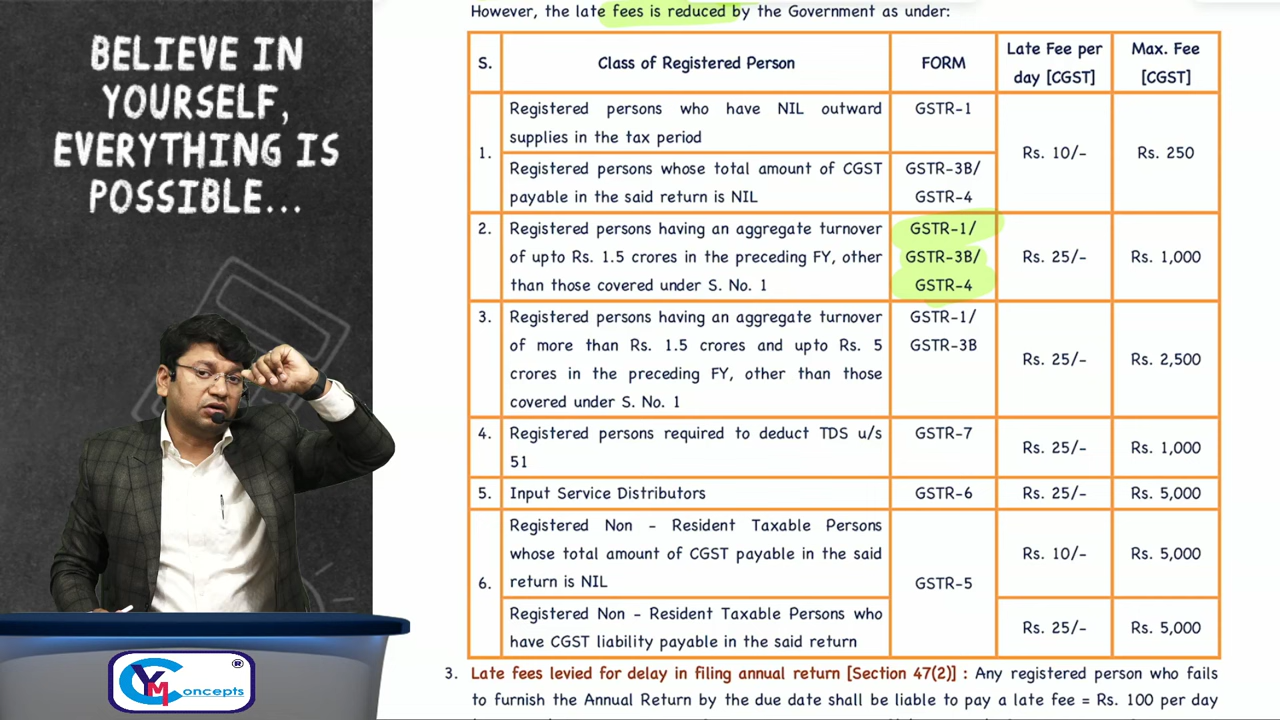 BELIEVE IN
YOURSELF,
EVERYTHING IS
POSSIBLE...
However, the late fees is reduced by the Government as under:
S.
Class of Registered Person
FORM
Late Fee per
day [CGST]
Max. Fee
[CGST]
1.
Registered persons who have NIL outward
supplies in the tax period
GSTR-1
Registered persons whose total amount of CGST
payable in the said return is NIL
GSTR-3B/
GSTR-4
Rs. 10/-
Rs. 250
2.
Registered persons having an aggregate turnover
of upto Rs. 1.5 crores in the preceding FY, other
than those covered under S. No. 1
GSTR-1/
GSTR-3B/
GSTR-4
Rs. 25/-
Rs. 1,000
3.
Registered persons having an aggregate turnover
of more than Rs. 1.5 crores and upto Rs. 5
crores in the preceding FY, other than those
covered under S. No. 1
GSTR-1/
GSTR-3B
Rs. 25/-
Rs. 2,500
4.
Registered persons required to deduct TDS u/s
51
GSTR-7
Rs. 25/-
Rs. 1,000
5.
Input Service Distributors
GSTR-6
Rs. 25/-
Rs. 5,000
6.
Registered Non - Resident Taxable Persons
whose total amount of CGST payable in the said
return is NIL
GSTR-5
Rs. 10/-
Rs. 5,000
Registered Non - Resident Taxable Persons who
have CGST liability payable in the said return
Rs. 25/-
Rs. 5,000
3. Late fees levied for delay in filing annual return [Section 47(2)] : Any registered person who fails
to furnish the Annual Return by the due date shall be liable to pay a late fee = Rs. 100 per day
YMC oncepts ®